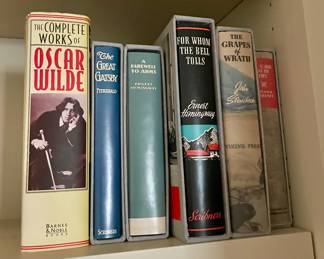 THE COMPLETE
WORKS OF
OSCAR
WILDE
BARNES
& NOBLE
BOOKS
The
GREAT
GATSBY
FITZGERALD
SCRIBNERS
A
FAREWELL
TO ARMS
ERNEST
HEMINGWAY
FOR WHOM
THE BELL
TOLLS
Ernest
Hemingway
Scribners
THE
GRAPES
OF
WRATH
John
Steinbeck
VIKING PRESS